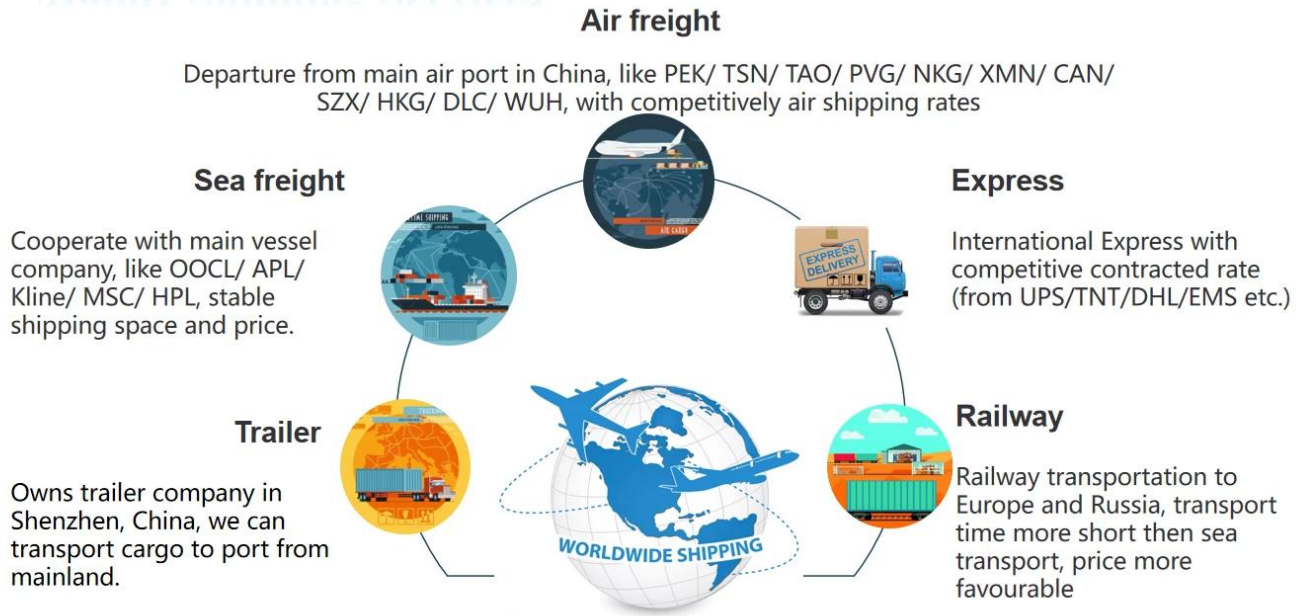 Air freight
Departure from main air port in China, like PEK/ TSN/ TAO/ PVG/ NKG/ XMN/ CAN/
SZX/ HKG/ DLC/ WUH, with competitively air shipping rates
Sea freight
Cooperate with main vessel
company, like OOCL/ APL/
Kline/ MSC/ HPL, stable
shipping space and price.
TIME SHIPPING
AIR CARGO
Express
International Express with
competitive contracted rate
(from UPS/TNT/DHL/EMS etc.)
EXPRESS
DELIVERY
Trailer
Owns trailer company in
Shenzhen, China, we can
transport cargo to port from
mainland.
WORLDWIDE SHIPPING
Railway
Railway transportation to
Europe and Russia, transport
time more short then sea
transport, price more
favourable